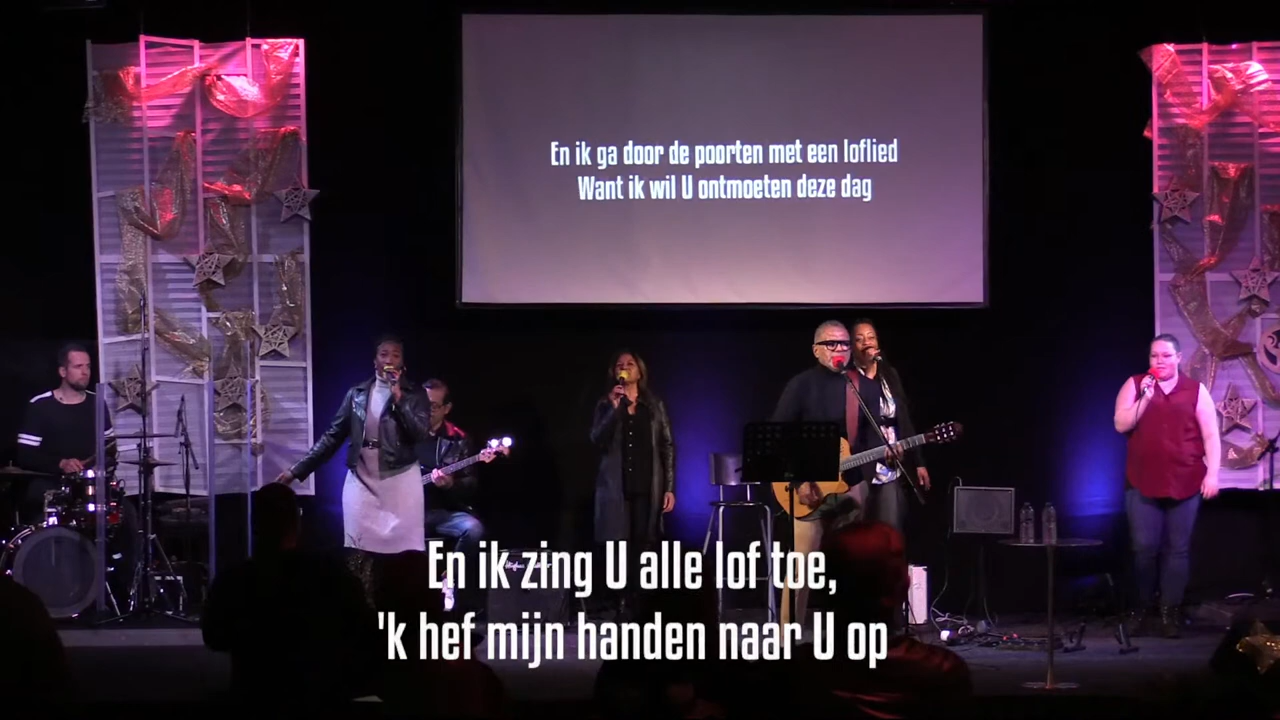 En ik ga door de poorten met een loflied
Want ik wil U ontmoeten deze dag
En ik zing U alle lof toe,
'k hef mijn handen naar U op